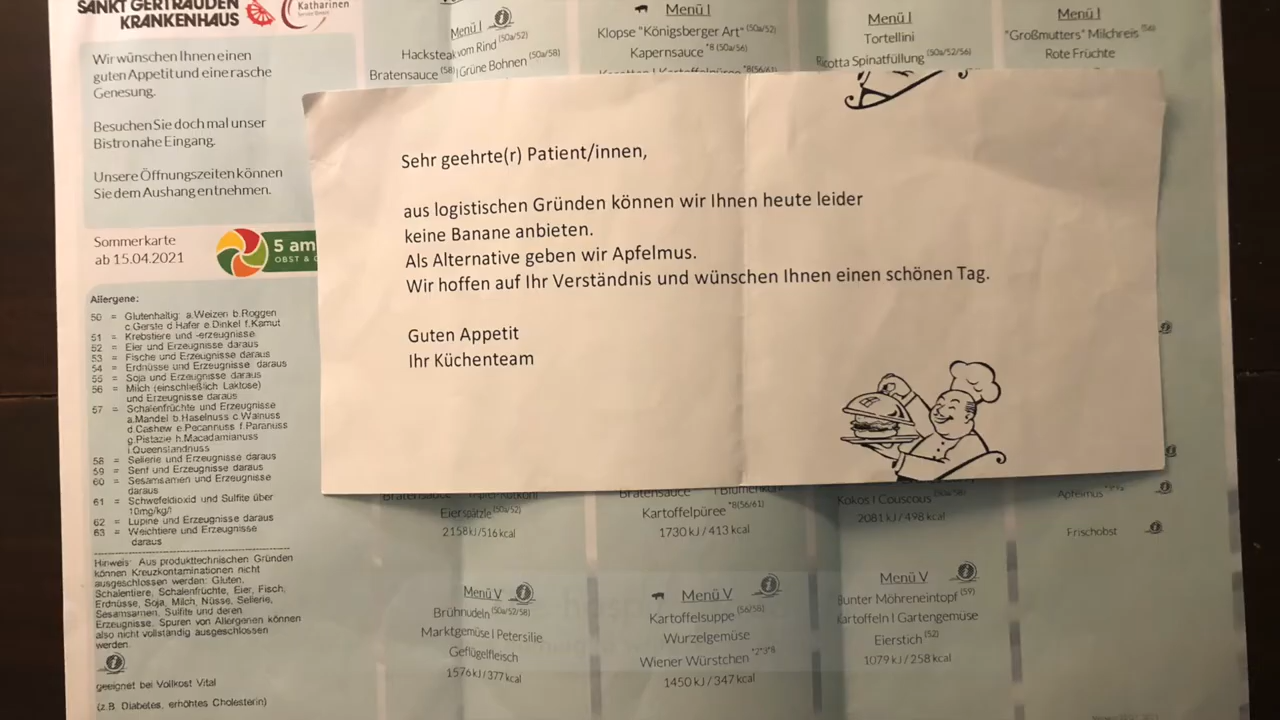 SANKT GERTRAUDEN
KRANKENHAUS
Katharinen
Wir wünschen Ihnen einen
guten Appetit und eine rasche
Genesung.
Besuchen Sie doch mal unser
Bistro nahe Eingang.
Unsere Öffnungszeiten können
Sie dem Aushang entnehmen.
Sommerkarte
ab 15.04.2021
5 am
OBST &
Allergene:
50 = Glutenhaltig: a.Weizen b.Roggen
c.Gerste d Hafer e Dinkel f.Kamut
51 = Krebstiere und -erzeugnisse
52 = Eier und Erzeugnisse daraus
53 = Fische und Erzeugnisse daraus
54 = Erdnüsse und Erzeugnisse daraus
55 = Soja und Erzeugnisse daraus
56 = Milch (einschließlich Laktose)
und Erzeugnisse daraus
57 = Schalenfrüchte und Erzeugnisse
a.Mandel b.Haselnuss c.Walnuss
d.Cashew e.Pecannuss f.Paranuss
g.Pistazie h.Macadamianuss
i.Queenslandnuss
58 = Sellerie und Erzeugnisse daraus
59 = Senf und Erzeugnisse daraus
60 = Sesamsamen und Erzeugnisse
daraus
61 = Schwefeldioxid und Sulfite über
10mg/kg/l
62 = Lupine und Erzeugnisse daraus
63 = Weichtiere und Erzeugnisse
daraus
Hinweis: Aus produkttechnischen Gründen
können Kreuzkontaminationen nicht
ausgeschlossen werden: Gluten,
Schalentiere, Schalenfrüchte, Eier, Fisch,
Erdnüsse, Soja, Milch, Nüsse, Sellerie,
Sesamsamen, Sulfite und deren
Erzeugnisse. Spuren von Allergenen können
also nicht vollständig ausgeschlossen
werden.
geeignet bei Vollkost Vital
(z.B. Diabetes, erhöhtes Cholesterin)
Menü I
Hacksteak vom Rind (50a/52)
Bratensauce (58) | Grüne Bohnen (50a/58)
Menü I
Klopse "Königsberger Art" (50a/52)
Kapernsauce *8 (50a/56)
Karotten | Kartoffelpüree *8(56/61)
Menü I
Tortellini
Ricotta Spinatfüllung (50a/52/56)
Menü I
"Großmutters" Milchreis (56)
Rote Früchte
Sehr geehrte(r) Patient/innen,
aus logistischen Gründen können wir Ihnen heute leider
keine Banane anbieten.
Als Alternative geben wir Apfelmus.
Wir hoffen auf Ihr Verständnis und wünschen Ihnen einen schönen Tag.
Guten Appetit
Ihr Küchenteam
Bratensauce
Eierspätzle (50a/52)
2158 kJ / 516 kcal
Bratensauce | Blumenkohl
Kartoffelpüree *8(56/61)
1730 kJ / 413 kcal
Kokos | Couscous
2081 kJ / 498 kcal
Apfelmus
Frischobst
Menü V
Brühnudeln (50a/52/58)
Marktgemüse | Petersilie
Geflügelfleisch
1576 kJ / 377 kcal
Menü V
Kartoffelsuppe (56/58)
Wurzelgemüse
Wiener Würstchen *2*3*8
1450 kJ / 347 kcal
Menü V
Bunter Möhreneintopf (59)
Kartoffeln | Gartengemüse
Eierstich (52)
1079 kJ / 258 kcal